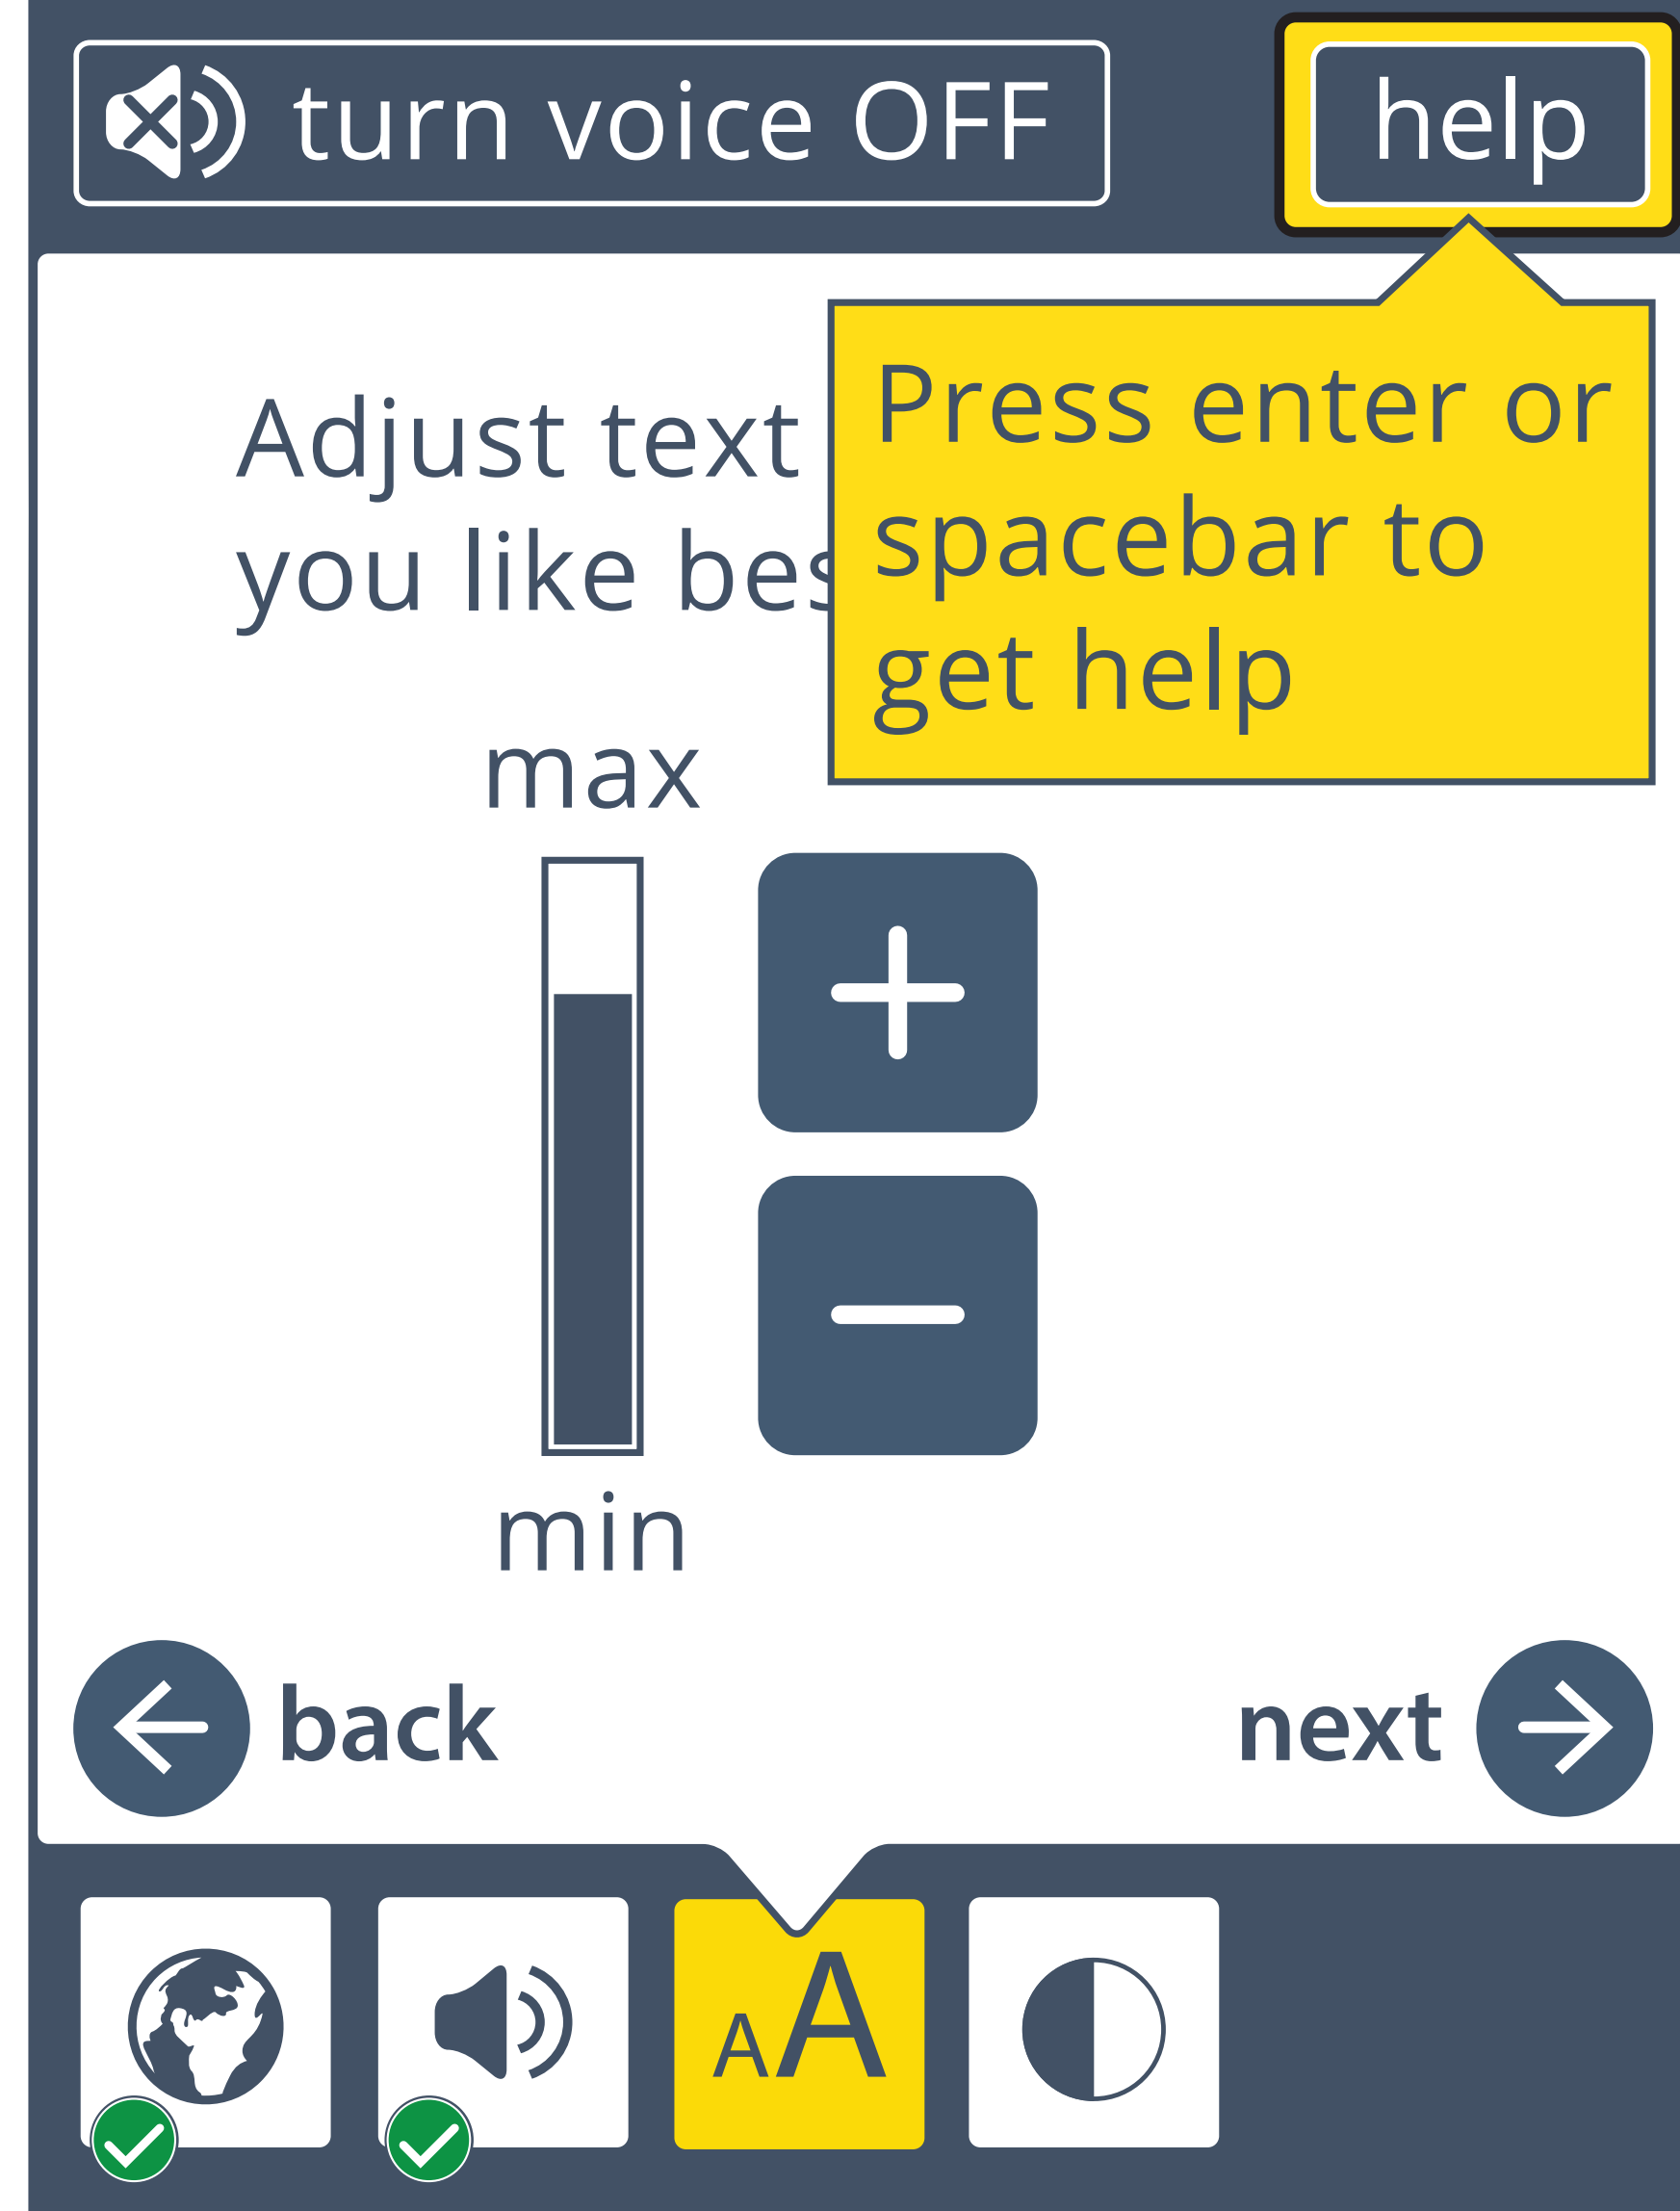 turn voice OFF
help
Press enter or
spacebar to
get help
Adjust text
you like
max
min
back
next
AA